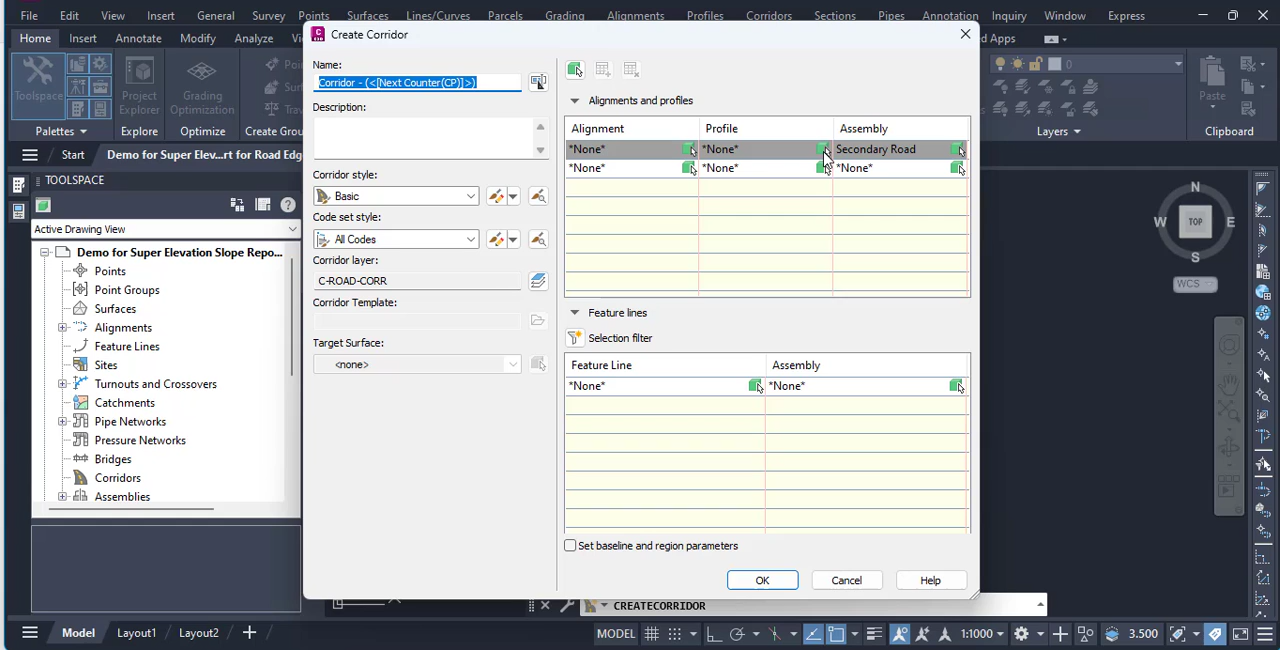 File Edit View Insert General Survey Points Surfaces Lines/Curves Parcels Grading Alignments Profiles Corridors Sections Pipes Annotation Inquiry Window Express
Home Insert Annotate Modify Analyze
Create Corridor
d Apps
Toolspace
Project
Explorer
Grading
Optimization
Palettes
Explore
Optimize
Create Grou
0
Layers
Paste
Clipboard
Start
Demo for Super Elev...rt for Road Edge
TOOLSPACE
Active Drawing View
Demo for Super Elevation Slope Repo...
Points
Point Groups
Surfaces
Alignments
Feature Lines
Sites
Turnouts and Crossovers
Catchments
Pipe Networks
Pressure Networks
Bridges
Corridors
Assemblies
Name:
Corridor - (<[Next Counter(CP)]>)
Description:
Corridor style:
Basic
Code set style:
All Codes
Corridor layer:
C-ROAD-CORR
Corridor Template:
Target Surface:
<none>
Alignments and profiles
Alignment Profile Assembly
*None* *None* Secondary Road
*None* *None* *None*
Feature lines
Selection filter
Feature Line Assembly
*None* *None*
Set baseline and region parameters
OK Cancel Help
N
W TOP E
S
WCS
CREATECORRIDOR
Model Layout1 Layout2
MODEL 1:1000 3.500